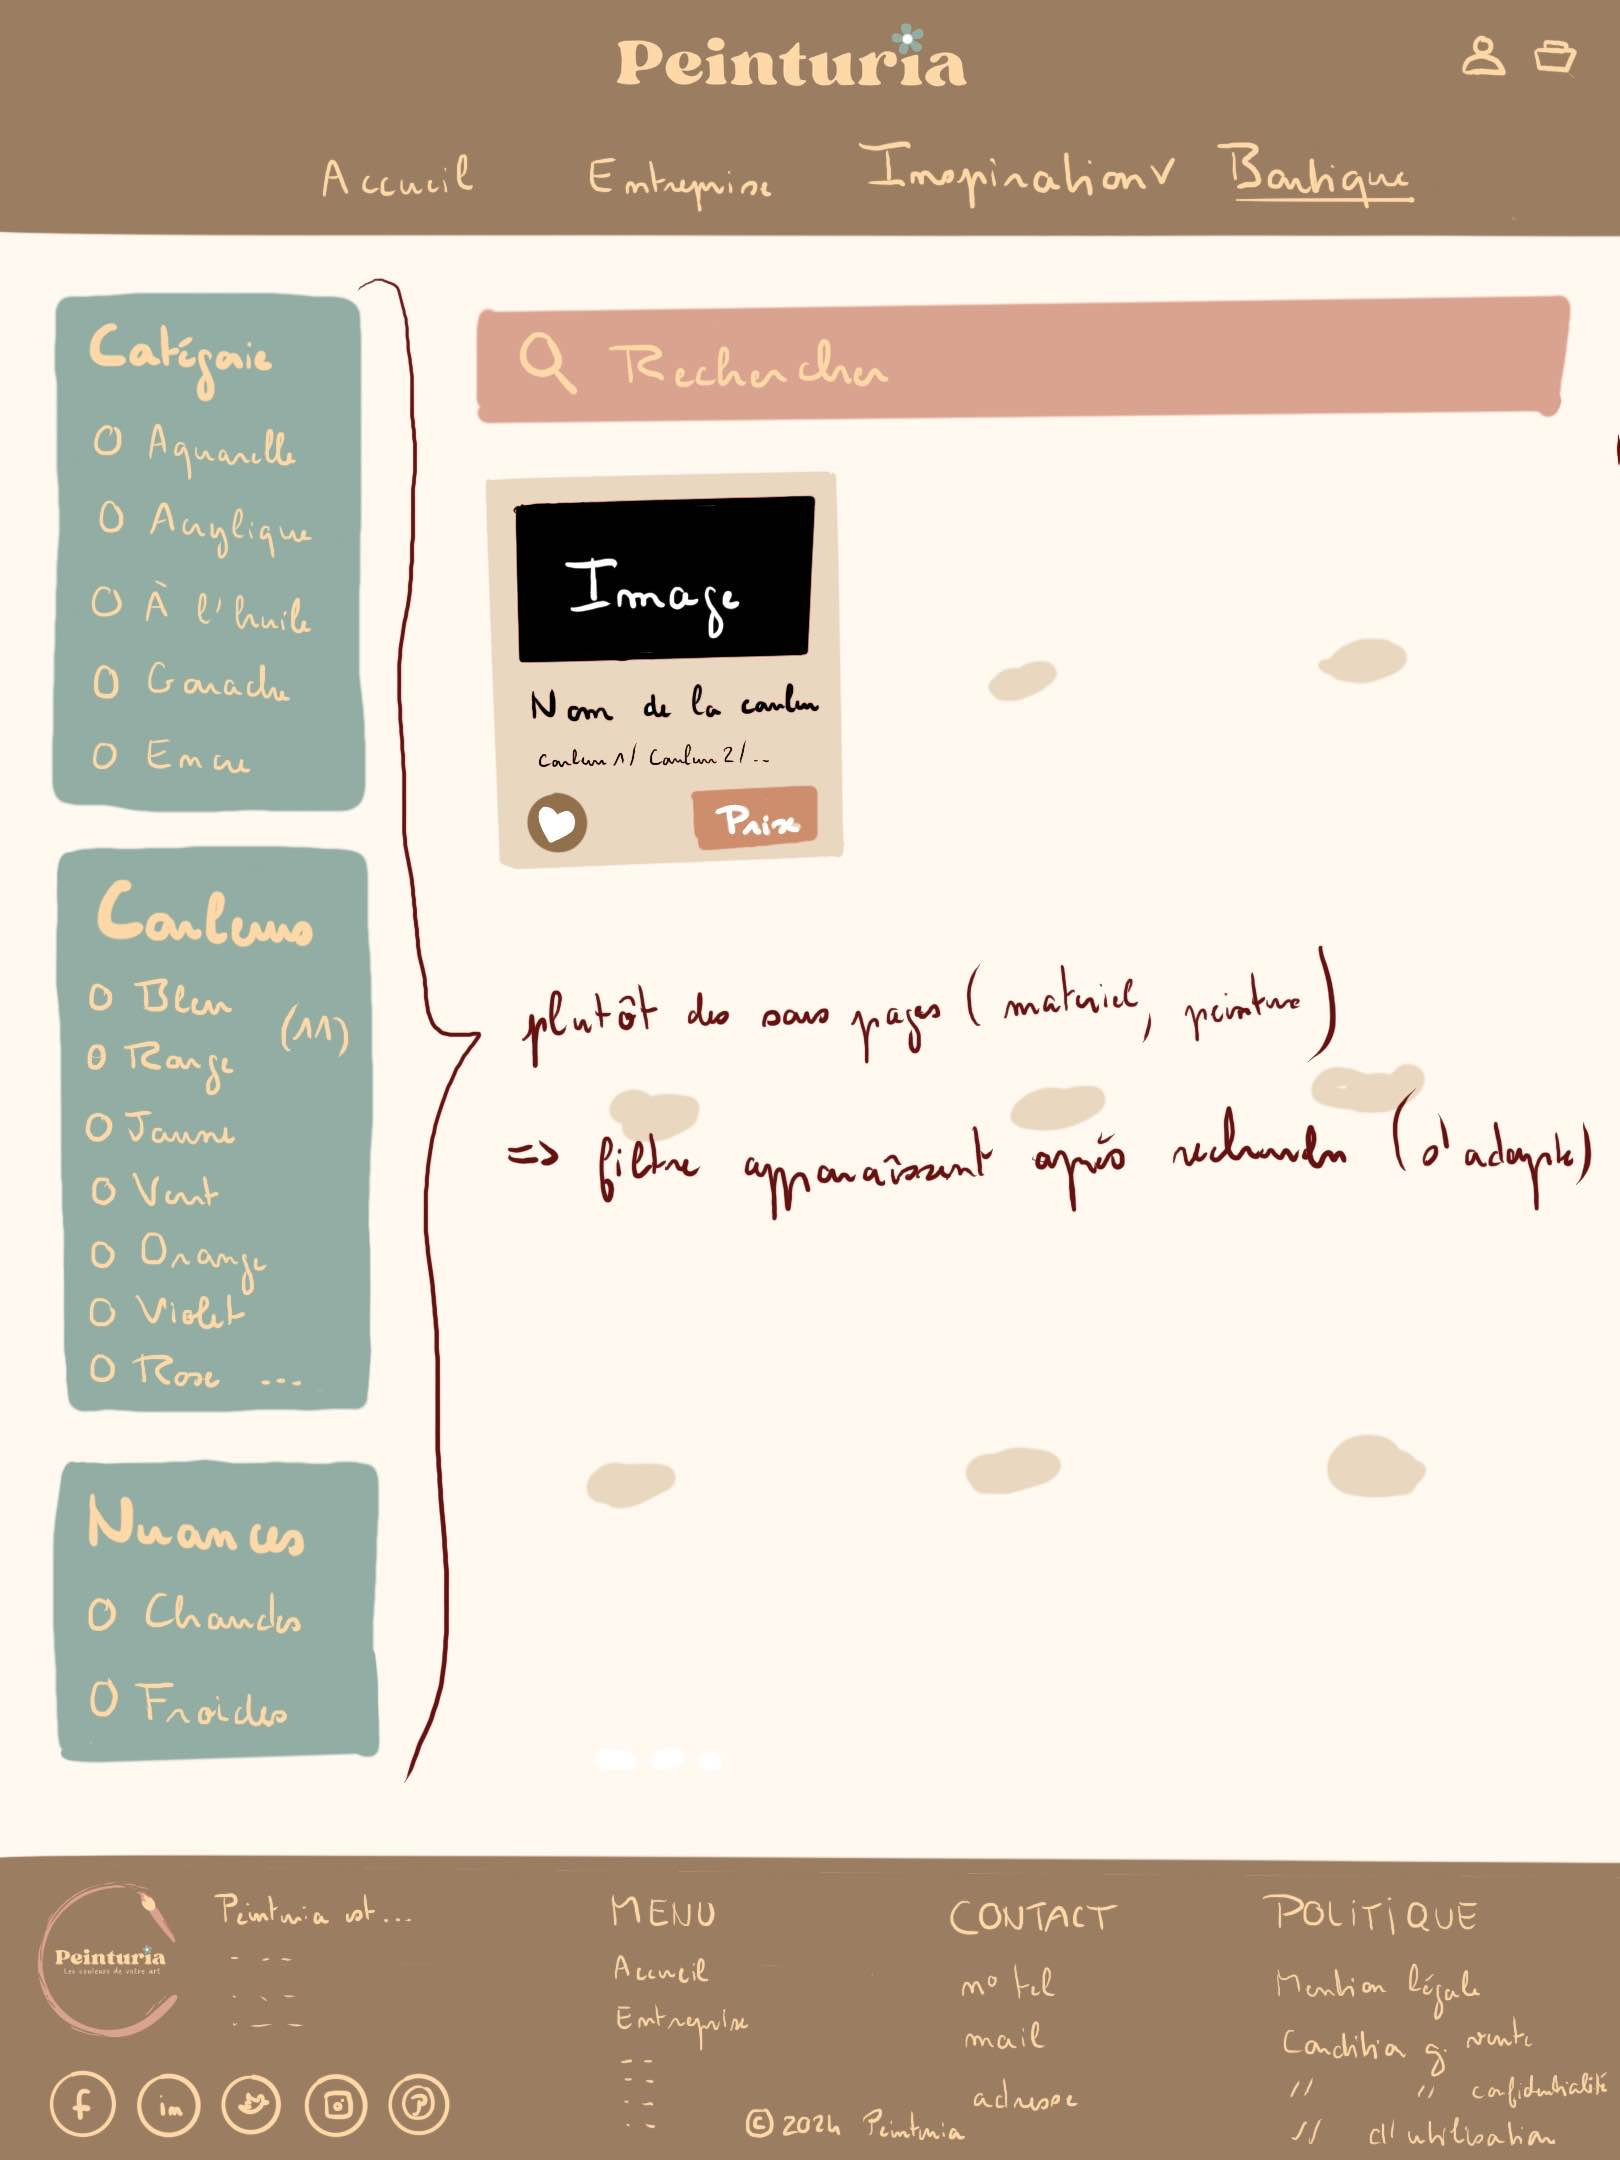 Peinturia
Accueil Entreprise Inspiration Boutique
Catégorie
Aquarelle
Acrylique
À l'huile
Gouache
Encre
Couleurs
Bleu
(11)
Rouge
Jaune
Vert
Orange
Violet
Rose ...
Nuances
Chaudes
Froides
Rechercher
Image
Nom de la couleur
Couleur 1/ Couleur 2/ ...
Prix
plutôt des sous pages (matériel, peinture)
=> filtre apparaîssent après recherche (s'adapte)
Peinturia
Les couleurs de votre art
Peinturia est...
MENU
Accueil
Entreprise
CONTACT
n° tel
mail
adresse
POLITIQUE
Mention légale
Condition g. vente
" " confidentialité
" d'utilisation
© 2024 Peinturia